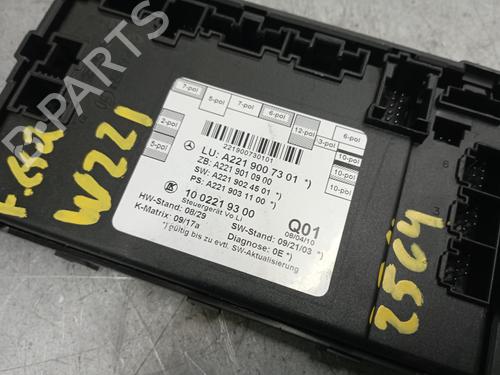 B-PARTS
7-pol
5-pol
7-pol
6-pol
12-pol
3-pol
6-pol
10-pol
10-pol
10-pol
2-pol
5-pol
221900730101
LU: A221 900 73 01 *)
ZB: A221 901 09 00
SW: A221 902 45 01 *)
PS: A221 903 11 00 *)
10 0221 93 00
Steuergerät Vo Li
Q01
08/04/10
HW-Stand: 08/29
SW-Stand: 09/21/03 *)
K-Matrix: 09/17a
Diagnose: 0E *)
*) gültig bis zu evtl. SW-Aktualisierung
W221
2564
3